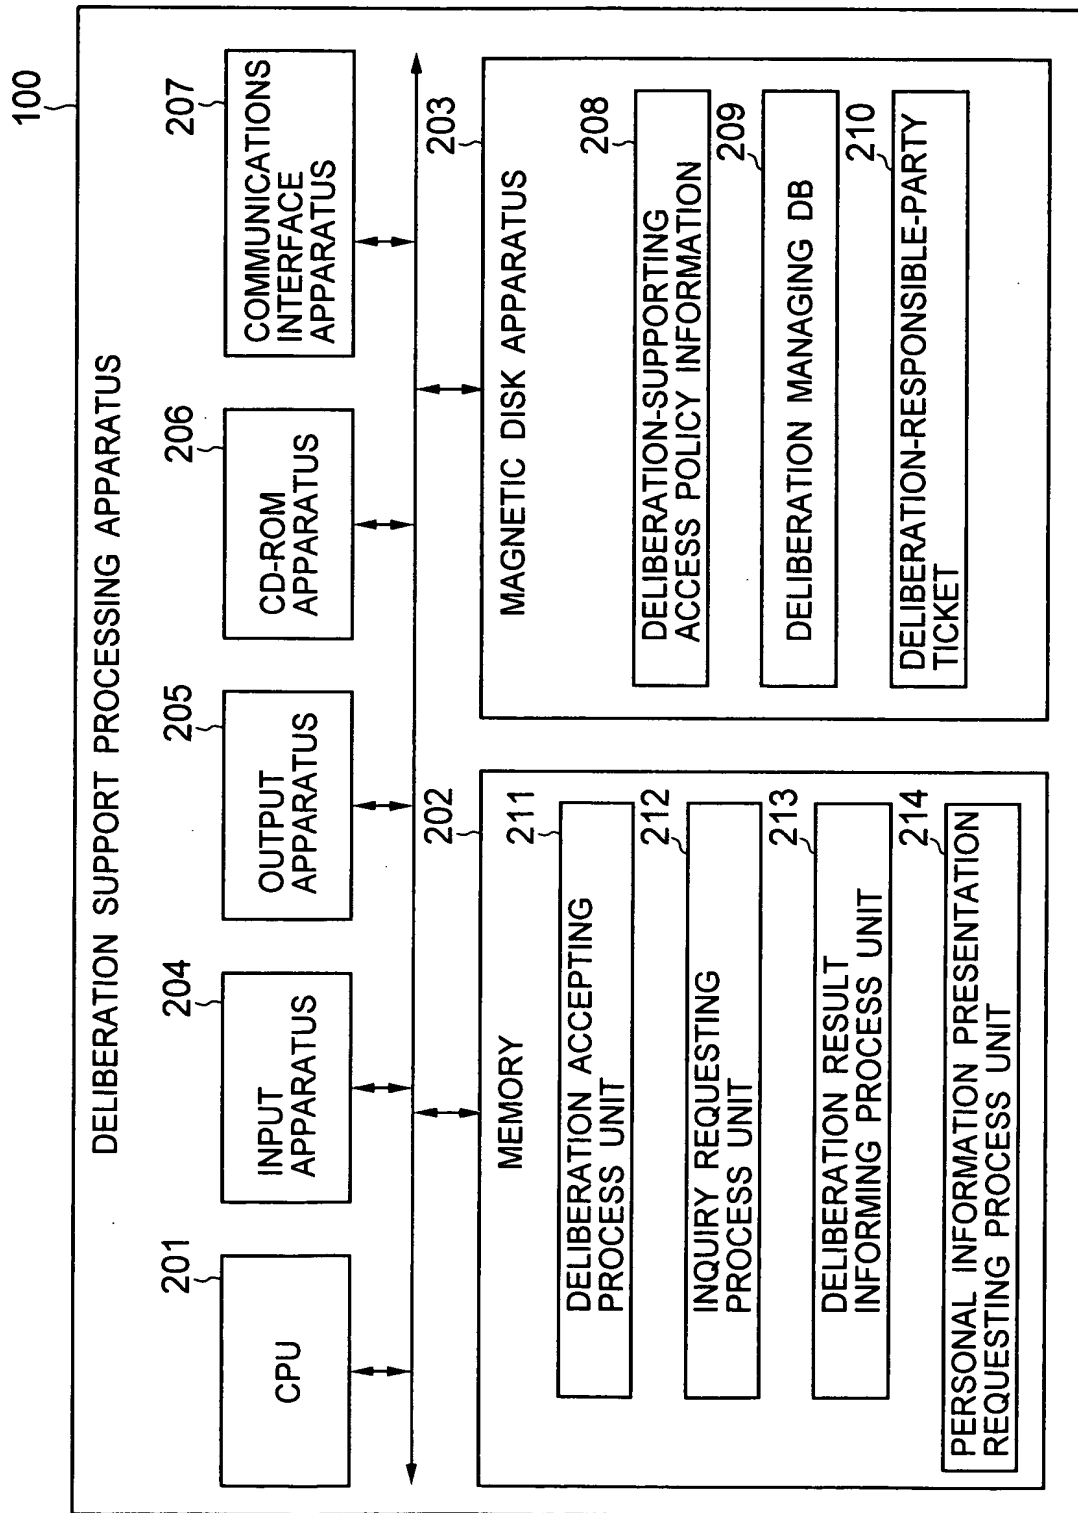 100
DELIBERATION SUPPORT PROCESSING APPARATUS
201
CPU
204
INPUT
APPARATUS
205
OUTPUT
APPARATUS
206
CD-ROM
APPARATUS
207
COMMUNICATIONS
INTERFACE
APPARATUS
202
MEMORY
211
DELIBERATION ACCEPTING
PROCESS UNIT
212
INQUIRY REQUESTING
PROCESS UNIT
213
DELIBERATION RESULT
INFORMING PROCESS UNIT
214
PERSONAL INFORMATION PRESENTATION
REQUESTING PROCESS UNIT
203
MAGNETIC DISK APPARATUS
208
DELIBERATION-SUPPORTING
ACCESS POLICY INFORMATION
209
DELIBERATION MANAGING DB
210
DELIBERATION-RESPONSIBLE-PARTY
TICKET